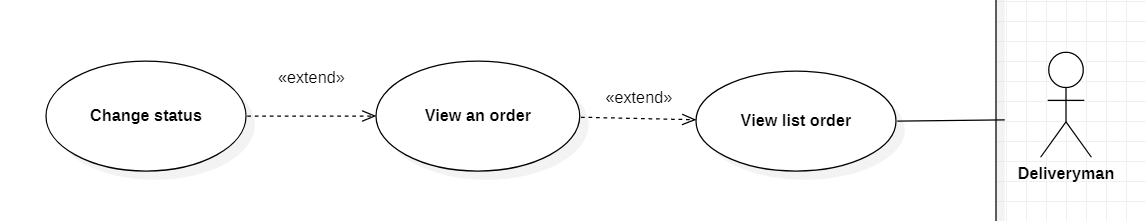 «extend»
«extend»
Change status
View an order
View list order
Deliveryman